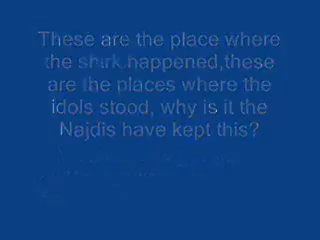 These are the place where
the shirk happened,these
are the places where the
idols stood, why is it the
Najdis have kept this?